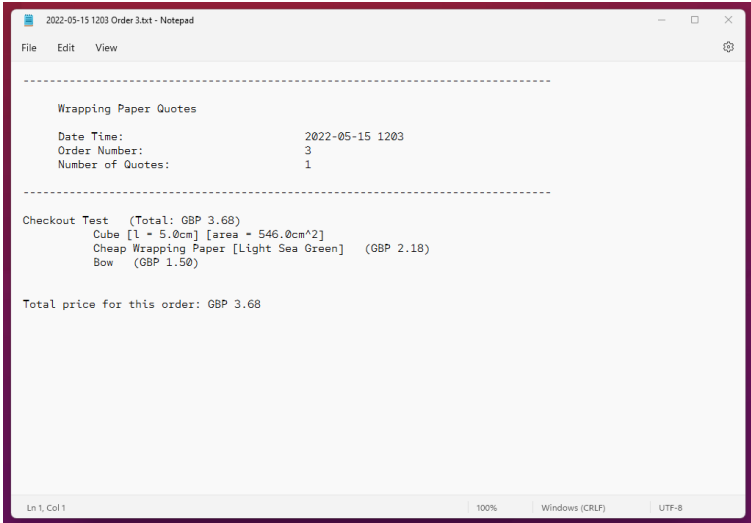 2022-05-15 1203 Order 3.txt - Notepad
File Edit View
--------------------------------------------------------------------------------
Wrapping Paper Quotes
Date Time: 2022-05-15 1203
Order Number: 3
Number of Quotes: 1
--------------------------------------------------------------------------------
Checkout Test (Total: GBP 3.68)
Cube [l = 5.0cm] [area = 546.0cm^2]
Cheap Wrapping Paper [Light Sea Green] (GBP 2.18)
Bow (GBP 1.50)
Total price for this order: GBP 3.68
Ln 1, Col 1 100% Windows (CRLF) UTF-8